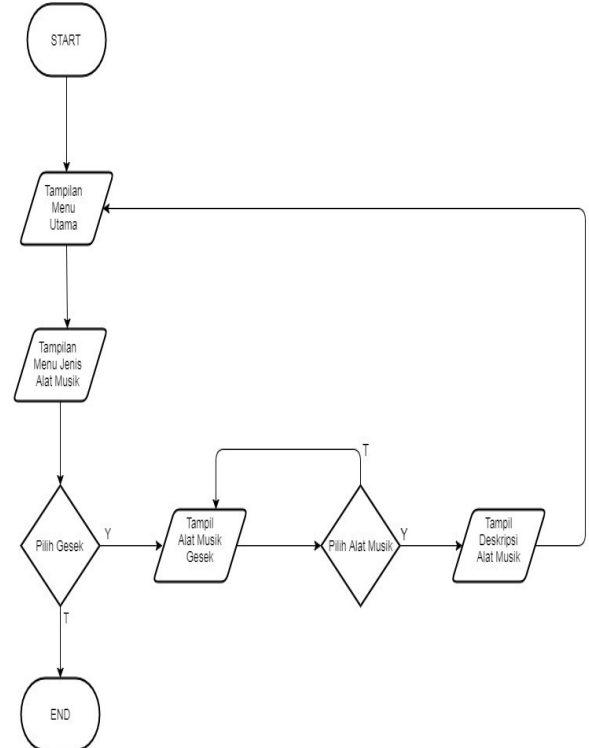 START
Tampilan
Menu
Utama
Tampilan
Menu Jenis
Alat Musik
T
Pilih Gesek
Y
Tampil
Alat Musik
Gesek
Pilih Alat Musik
Y
Tampil
Deskripsi
Alat Musik
T
END